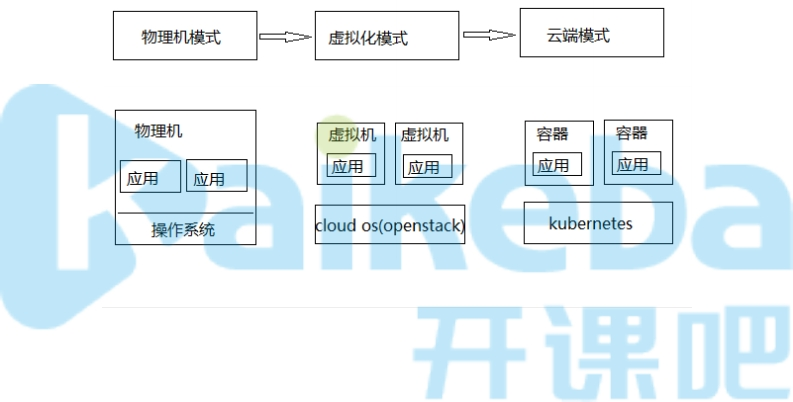 物理机模式
虚拟化模式
云端模式
物理机
应用
应用
操作系统
虚拟机
应用
虚拟机
应用
cloud os(openstack)
容器
应用
容器
应用
kubernetes
kaikeba
开课吧